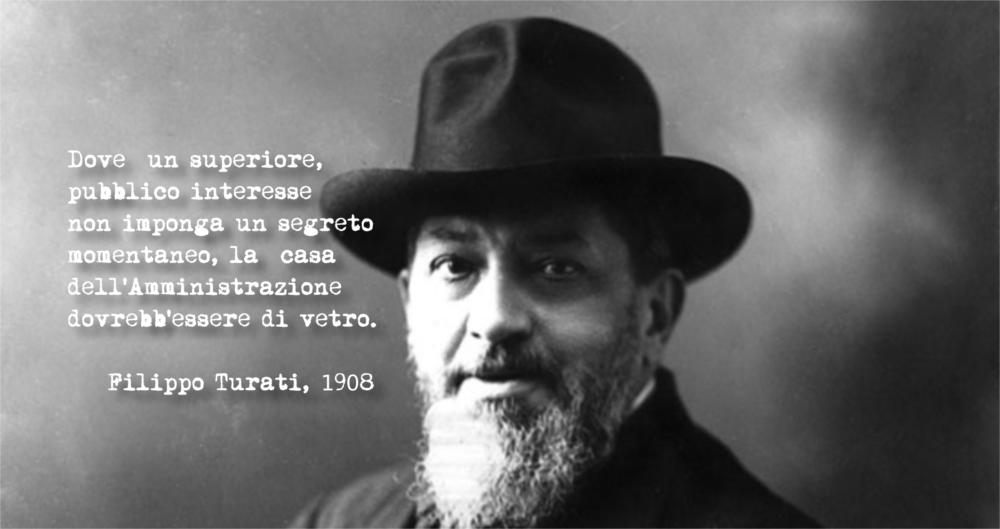 Dove un superiore,
pubblico interesse
non imponga un segreto
momentaneo, la casa
dell'Amministrazione
dovrebb'essere di vetro.
Filippo Turati, 1908